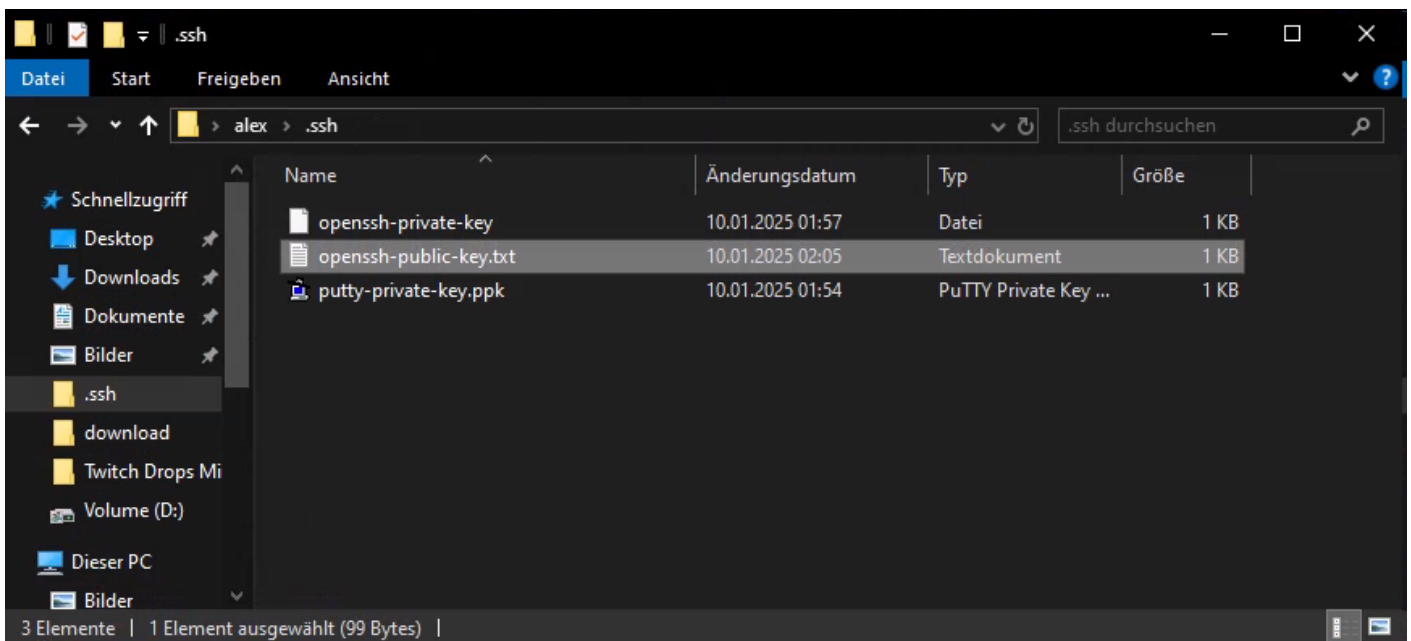 .ssh
Datei Start Freigeben Ansicht
alex > .ssh
.ssh durchsuchen
Name Änderungsdatum Typ Größe
Schnellzugriff
Desktop
Downloads
Dokumente
Bilder
.ssh
download
Twitch Drops Mi
Volume (D:)
Dieser PC
Bilder
openssh-private-key 10.01.2025 01:57 Datei 1 KB
openssh-public-key.txt 10.01.2025 02:05 Textdokument 1 KB
putty-private-key.ppk 10.01.2025 01:54 PuTTY Private Key ... 1 KB
3 Elemente | 1 Element ausgewählt (99 Bytes) |